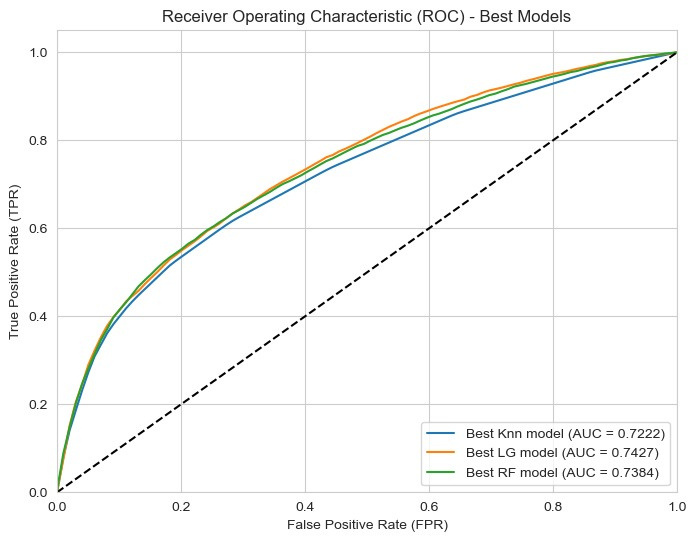 Receiver Operating Characteristic (ROC) - Best Models
True Positive Rate (TPR)
1.0
0.8
0.6
0.4
0.2
0.0
0.0 0.2 0.4 0.6 0.8 1.0
False Positive Rate (FPR)
Best Knn model (AUC = 0.7222)
Best LG model (AUC = 0.7427)
Best RF model (AUC = 0.7384)